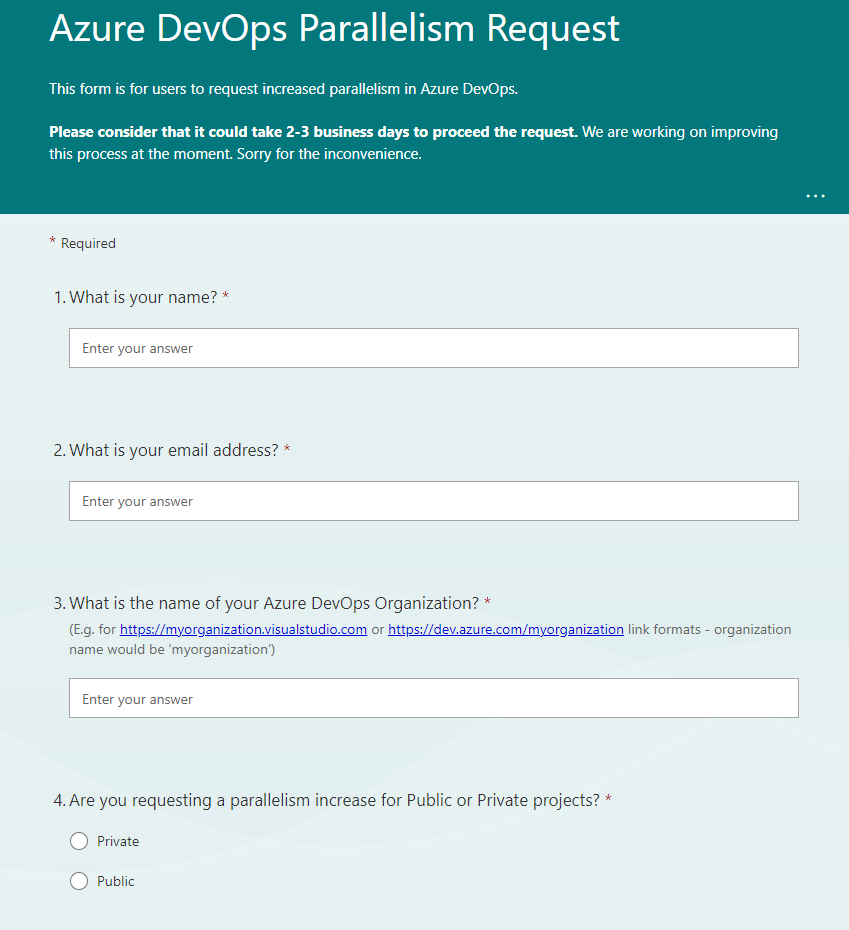 Azure DevOps Parallelism Request
This form is for users to request increased parallelism in Azure DevOps.
Please consider that it could take 2-3 business days to proceed the request. We are working on improving
this process at the moment. Sorry for the inconvenience.
...
* Required
1. What is your name? *
Enter your answer
2. What is your email address? *
Enter your answer
3. What is the name of your Azure DevOps Organization? *
(E.g. for https://myorganization.visualstudio.com or https://dev.azure.com/myorganization link formats - organization
name would be 'myorganization')
Enter your answer
4. Are you requesting a parallelism increase for Public or Private projects? *
Private
Public